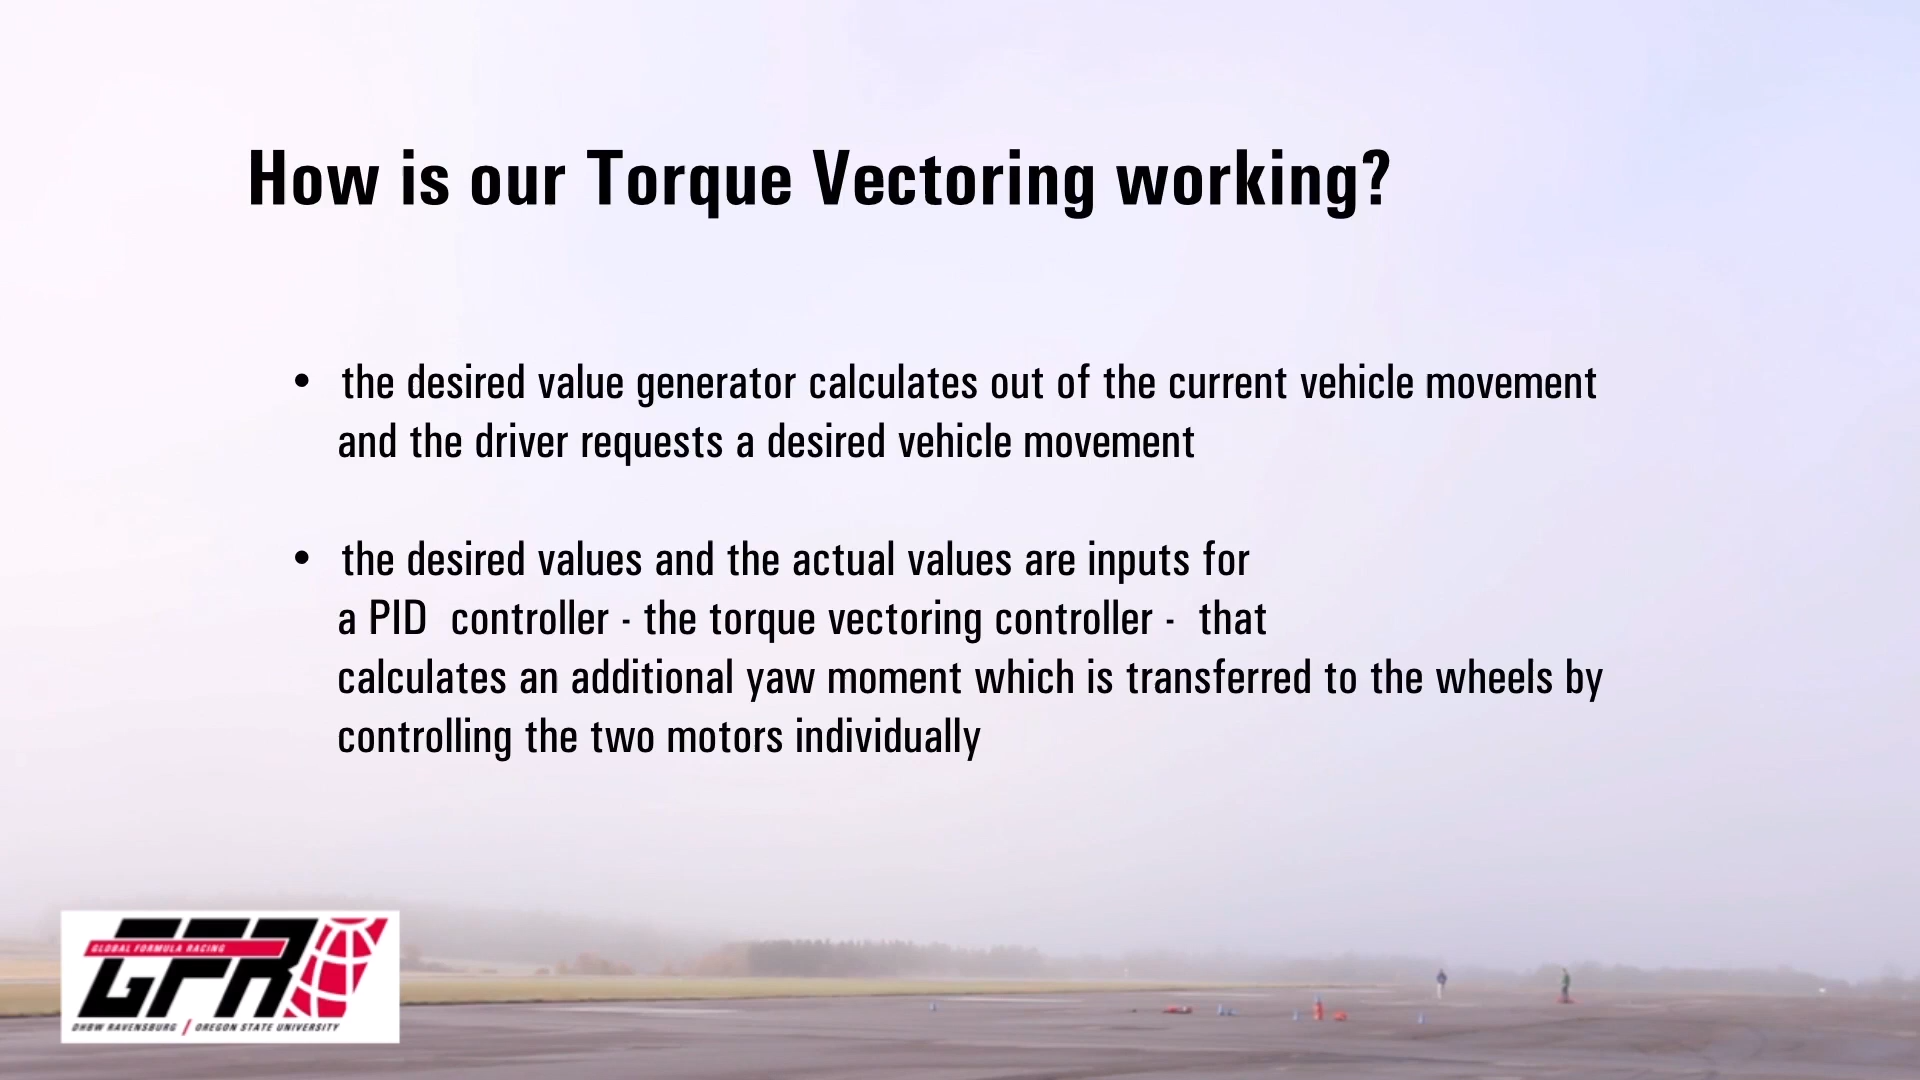 How is our Torque Vectoring working?
• the desired value generator calculates out of the current vehicle movement
and the driver requests a desired vehicle movement
• the desired values and the actual values are inputs for
a PID controller - the torque vectoring controller - that
calculates an additional yaw moment which is transferred to the wheels by
controlling the two motors individually
GFR
GLOBAL FORMULA RACING
DHBW RAVENSBURG / OREGON STATE UNIVERSITY